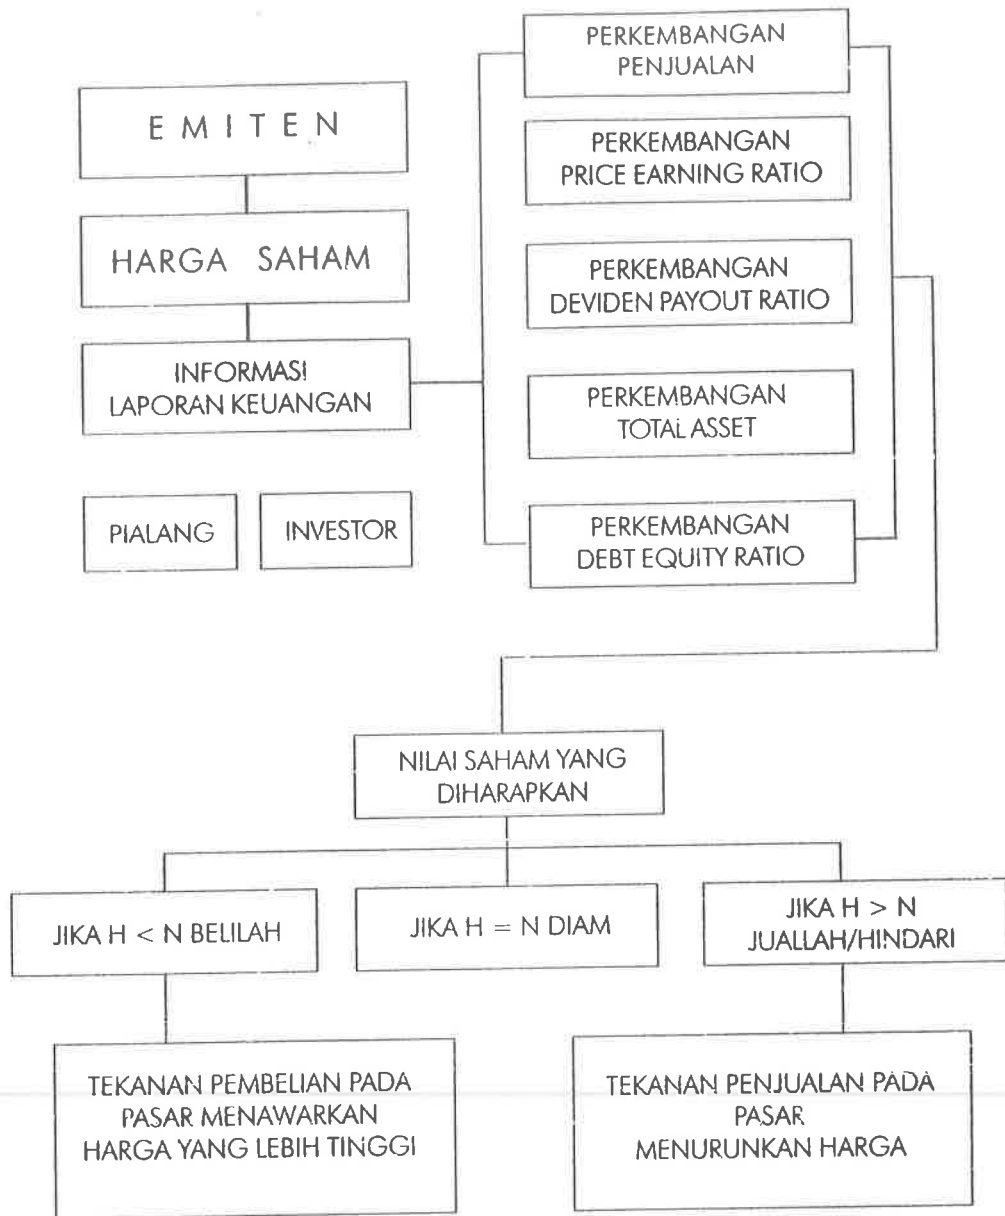 EMITEN
HARGA SAHAM
INFORMASI
LAPORAN KEUANGAN
PIALANG
INVESTOR
PERKEMBANGAN
PENJUALAN
PERKEMBANGAN
PRICE EARNING RATIO
PERKEMBANGAN
DEVIDEN PAYOUT RATIO
PERKEMBANGAN
TOTAL ASSET
PERKEMBANGAN
DEBT EQUITY RATIO
NILAI SAHAM YANG
DIHARAPKAN
JIKA H < N BELILAH
JIKA H = N DIAM
JIKA H > N
JUALLAH/HINDARI
TEKANAN PEMBELIAN PADA
PASAR MENAWARKAN
HARGA YANG LEBIH TINGGI
TEKANAN PENJUALAN PADA
PASAR
MENURUNKAN HARGA